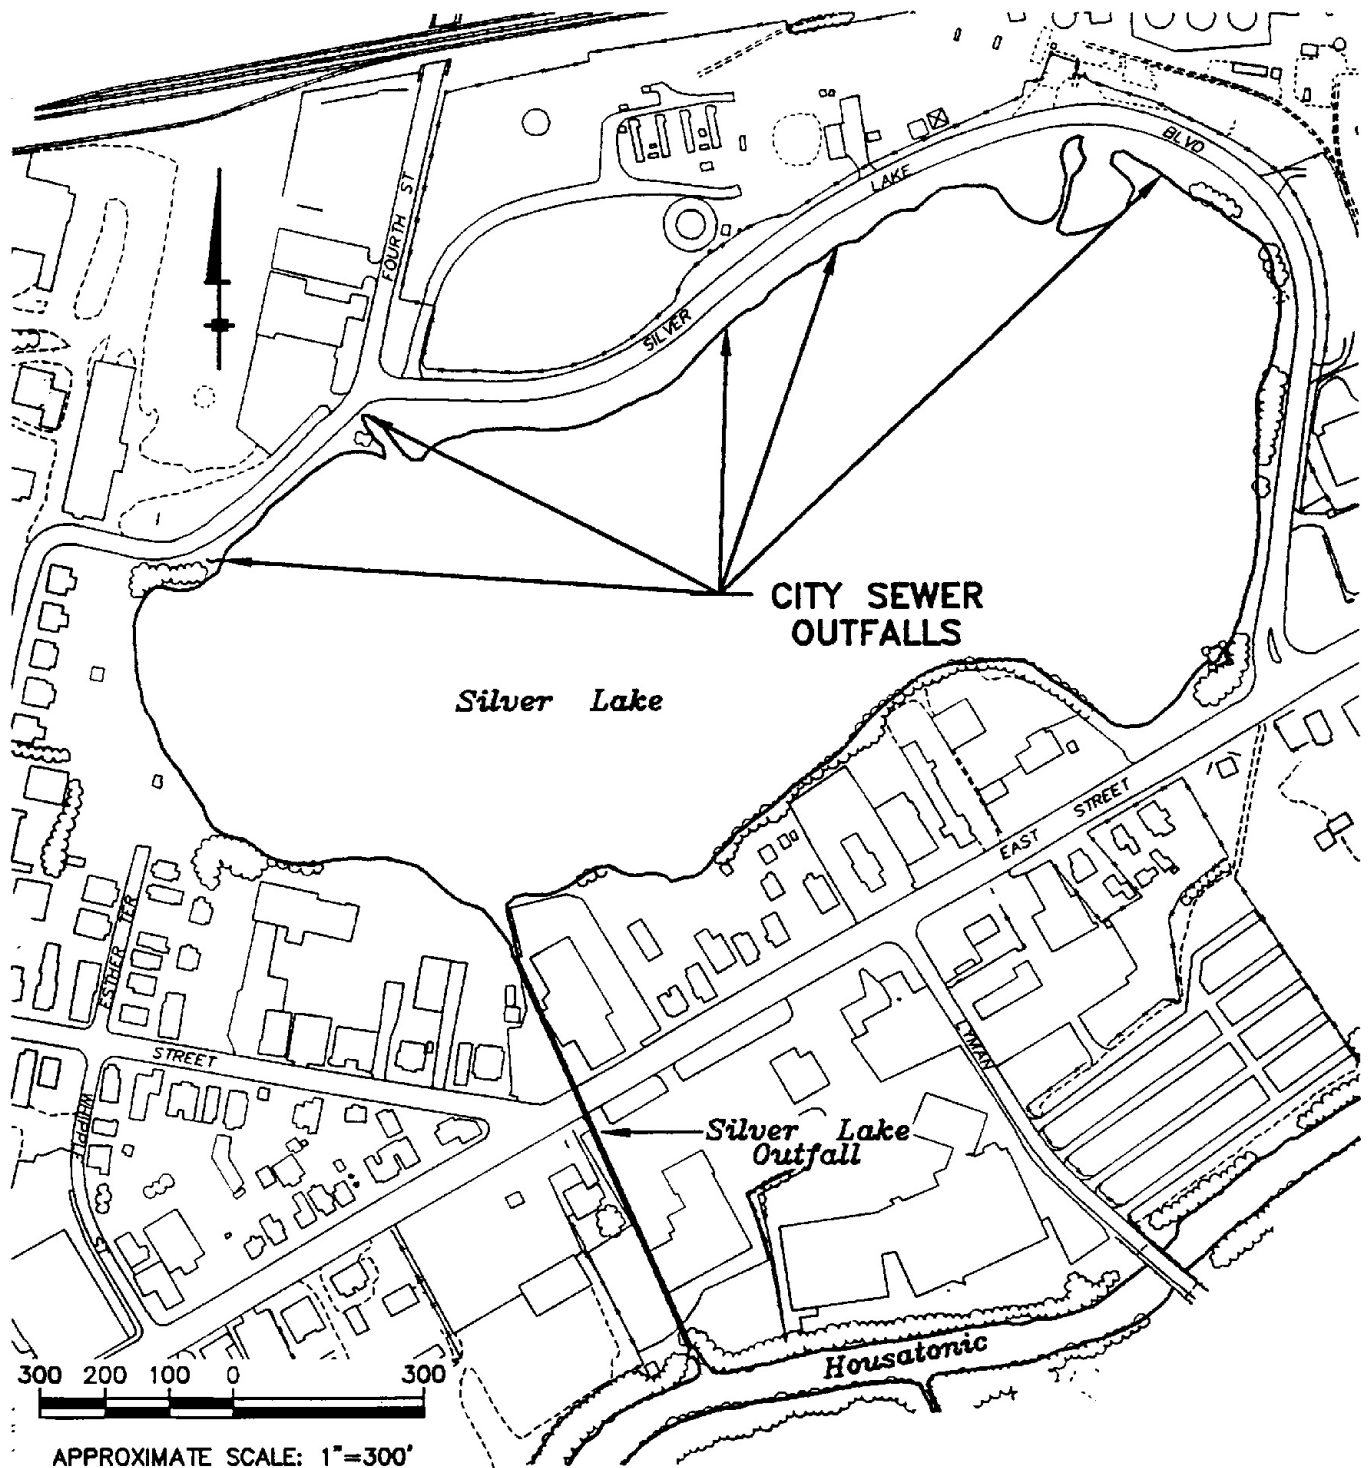 BLVD
LAKE
FOURTH ST
SILVER
CITY SEWER
OUTFALLS
Silver Lake
EAST STREET
ESTHER TER
LYMAN
STREET
WHIPPLE
Silver Lake
Outfall
Housatonic
300 200 100 0 300
APPROXIMATE SCALE: 1"=300'